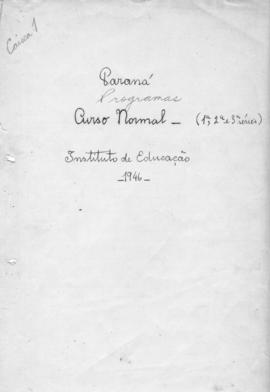 Caixa 1
Paraná
Programas
Curso Normal - (1ª, 2ª e 3ª séries)
Instituto de Educação
-1946-